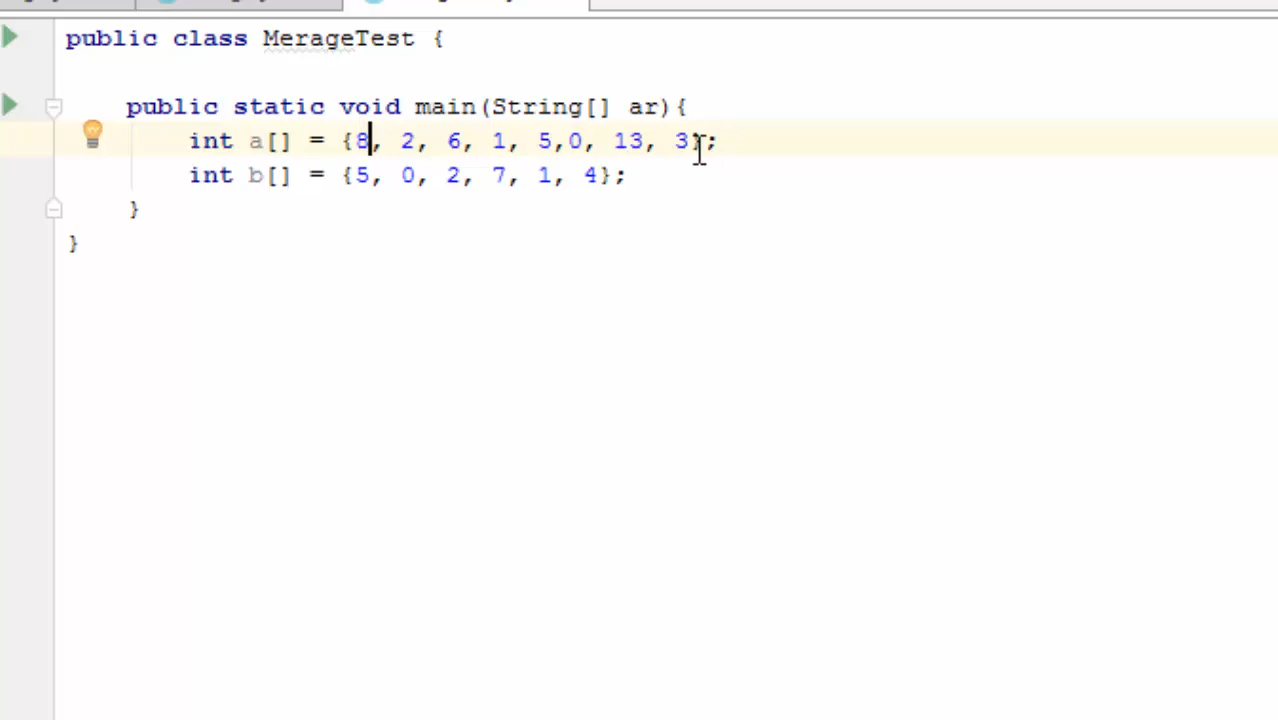 public class MerageTest {
public static void main(String[] ar){
int a[] = {8, 2, 6, 1, 5,0, 13, 3};
int b[] = {5, 0, 2, 7, 1, 4};
}
}